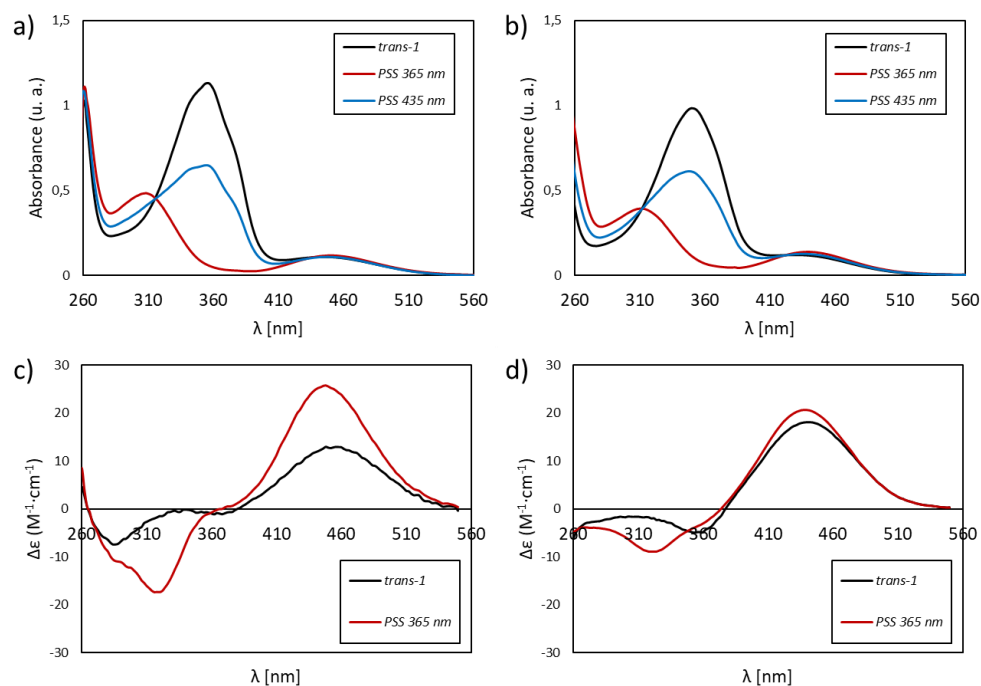 a)
Absorbance (u. a.)
1,5
1
0,5
0
trans-1
PSS 365 nm
PSS 435 nm
260 310 360 410 460 510 560
λ [nm]
b)
Absorbance (u. a.)
1,5
1
0,5
0
trans-1
PSS 365 nm
PSS 435 nm
260 310 360 410 460 510 560
λ [nm]
c)
Δε (M⁻¹·cm⁻¹)
30
20
10
0
-10
-20
-30
260 310 360 410 460 510 560
trans-1
PSS 365 nm
λ [nm]
d)
Δε (M⁻¹·cm⁻¹)
30
20
10
0
-10
-20
-30
260 310 360 410 460 510 560
trans-1
PSS 365 nm
λ [nm]